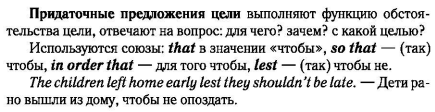 Придаточные предложения цели выполняют функцию обстоя-
тельства цели, отвечают на вопрос: для чего? зачем? с какой целью?
Используются союзы: that в значении «чтобы», so that — (так)
чтобы, in order that — для того чтобы, lest — (так) чтобы не.
The children left home early lest they shouldn't be late. — Дети ра-
но вышли из дому, чтобы не опоздать.